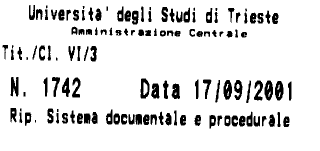 Universita' degli Studi di Trieste
Amministrazione Centrale
Tit./Cl. VI/3
N. 1742 Data 17/09/2001
Rip. Sistema documentale e procedurale